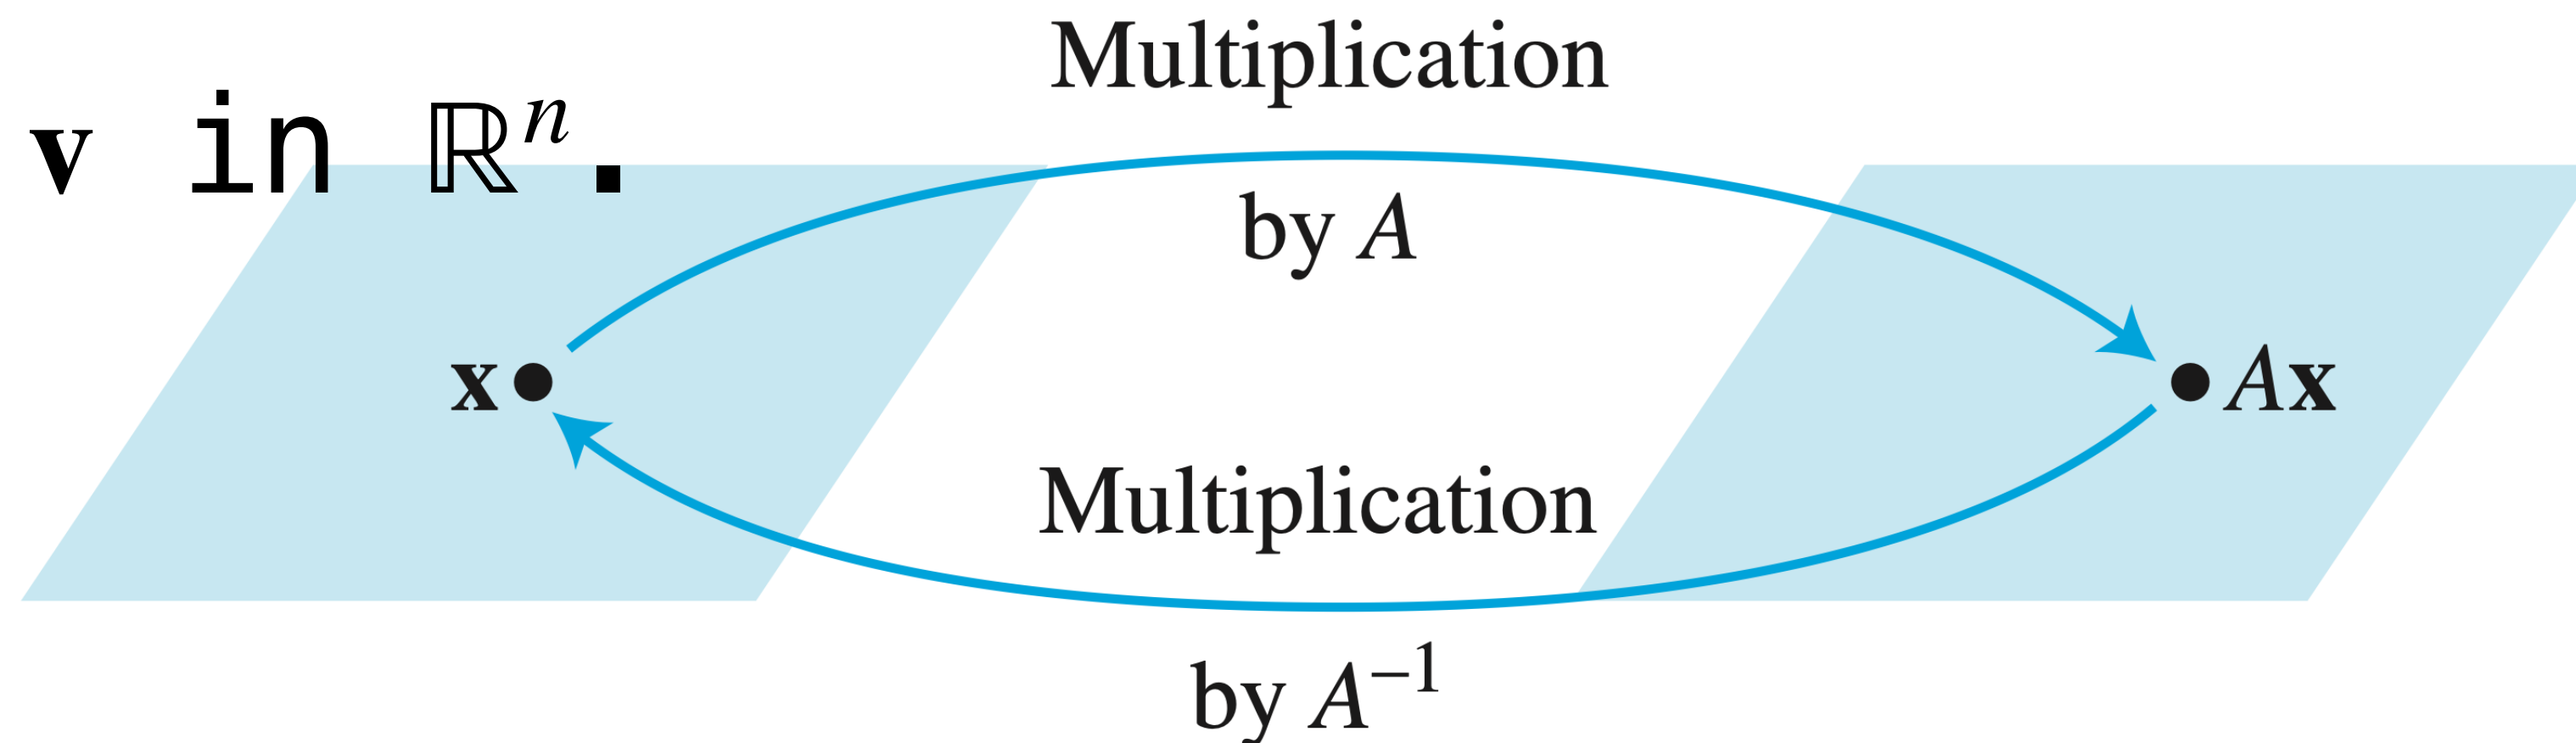 v in ℝⁿ.
Multiplication
by A
x
Ax
Multiplication
by A⁻¹